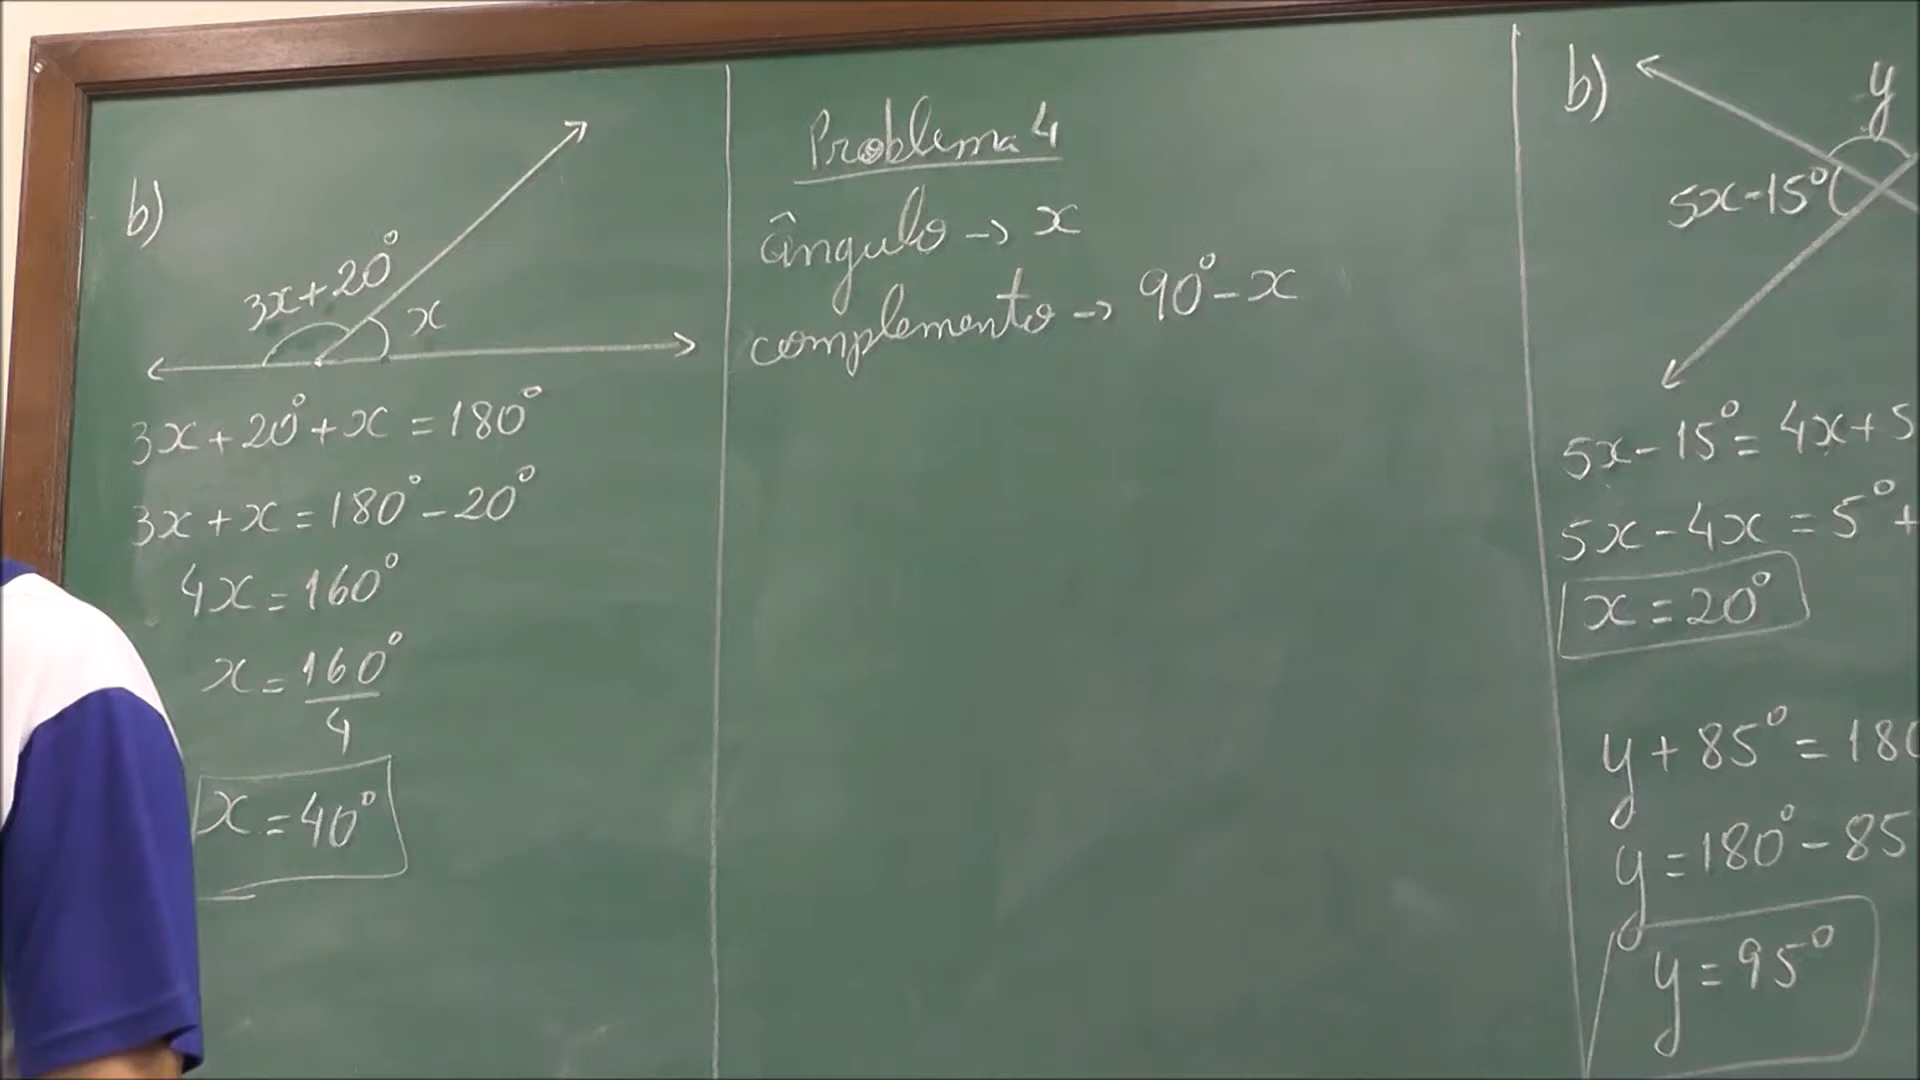 b)
3x+20°
x
3x+20°+x=180°
3x+x=180°-20°
4x=160°
x=160°
4
x=40°
Problema 4
ângulo → x
complemento → 90°-x
b)
y
5x-15°
5x-15°=4x+5
5x-4x=5°+
x=20°
y+85°=180
y=180°-85
y=95°